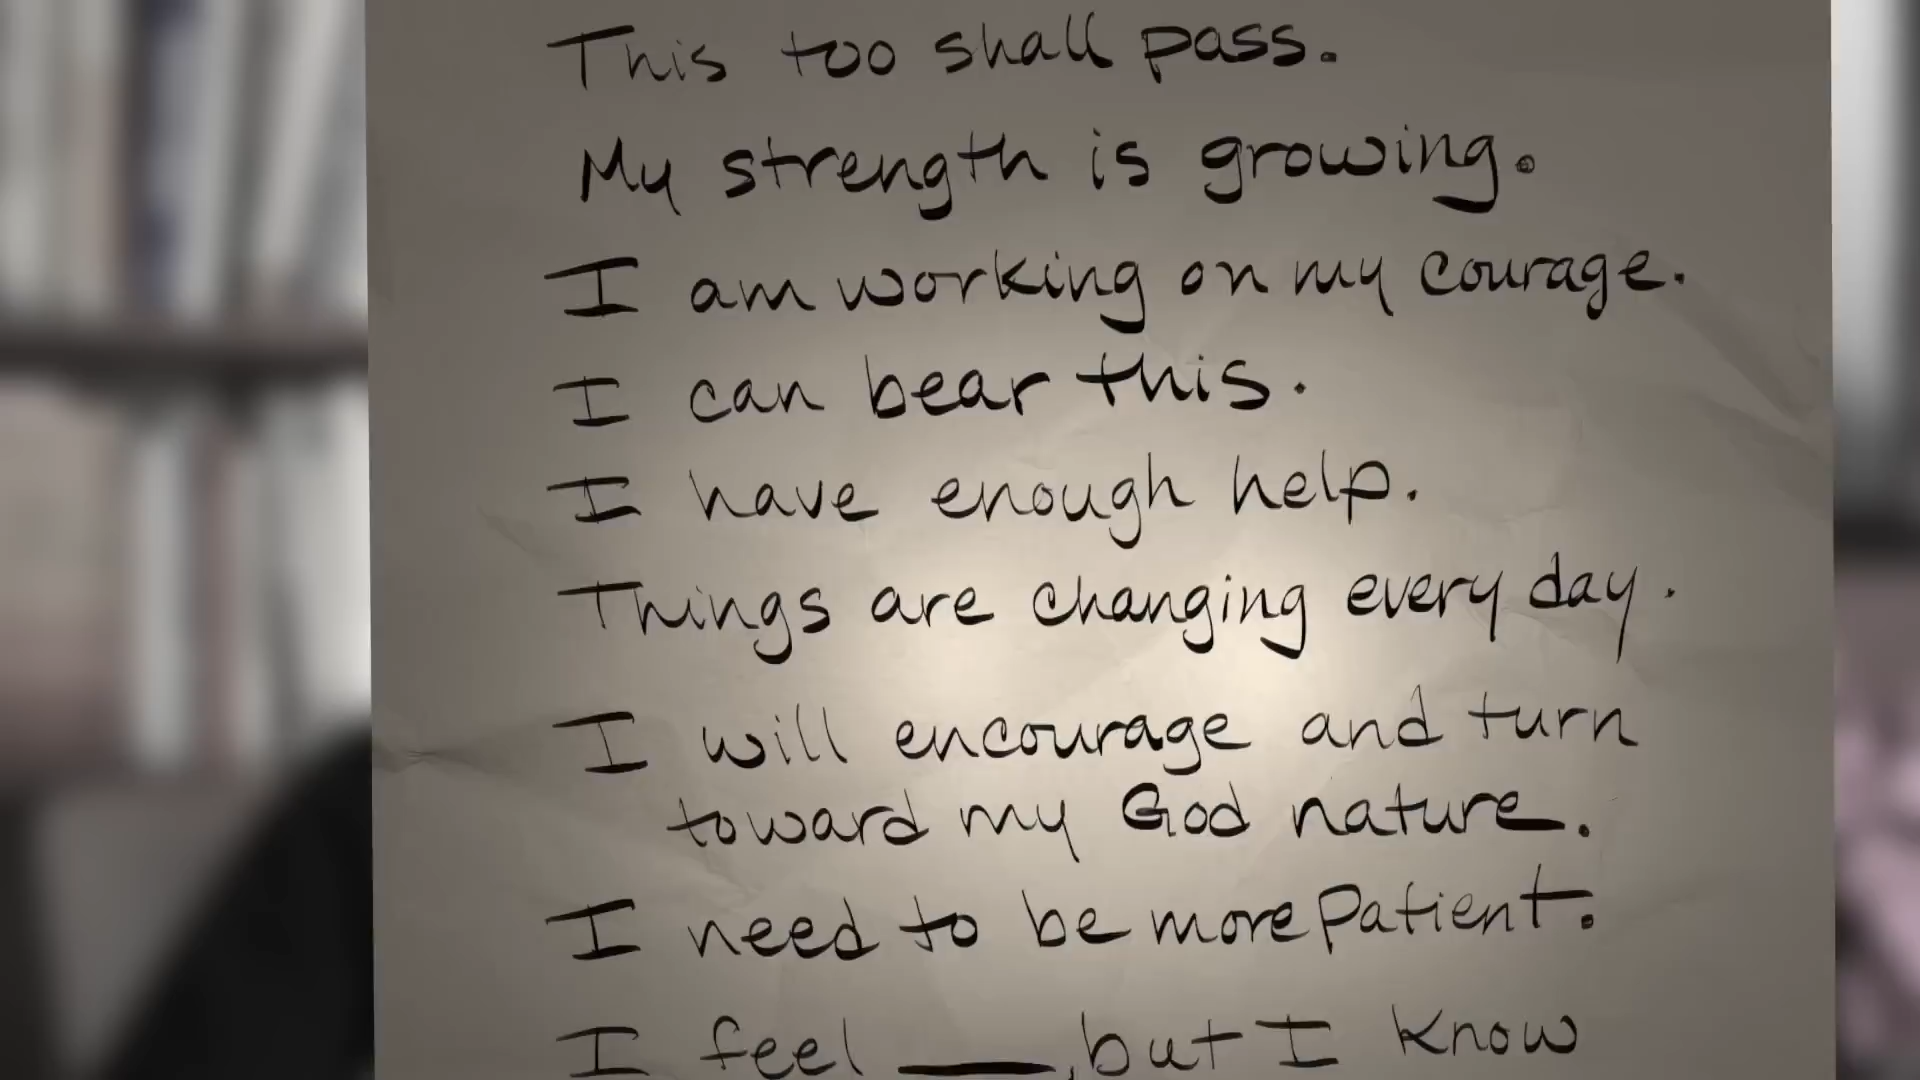 This too shall pass.
My strength is growing.
I am working on my courage.
I can bear this.
I have enough help.
Things are changing every day.
I will encourage and turn
toward my God nature.
I need to be more patient.
I feel ___, but I know